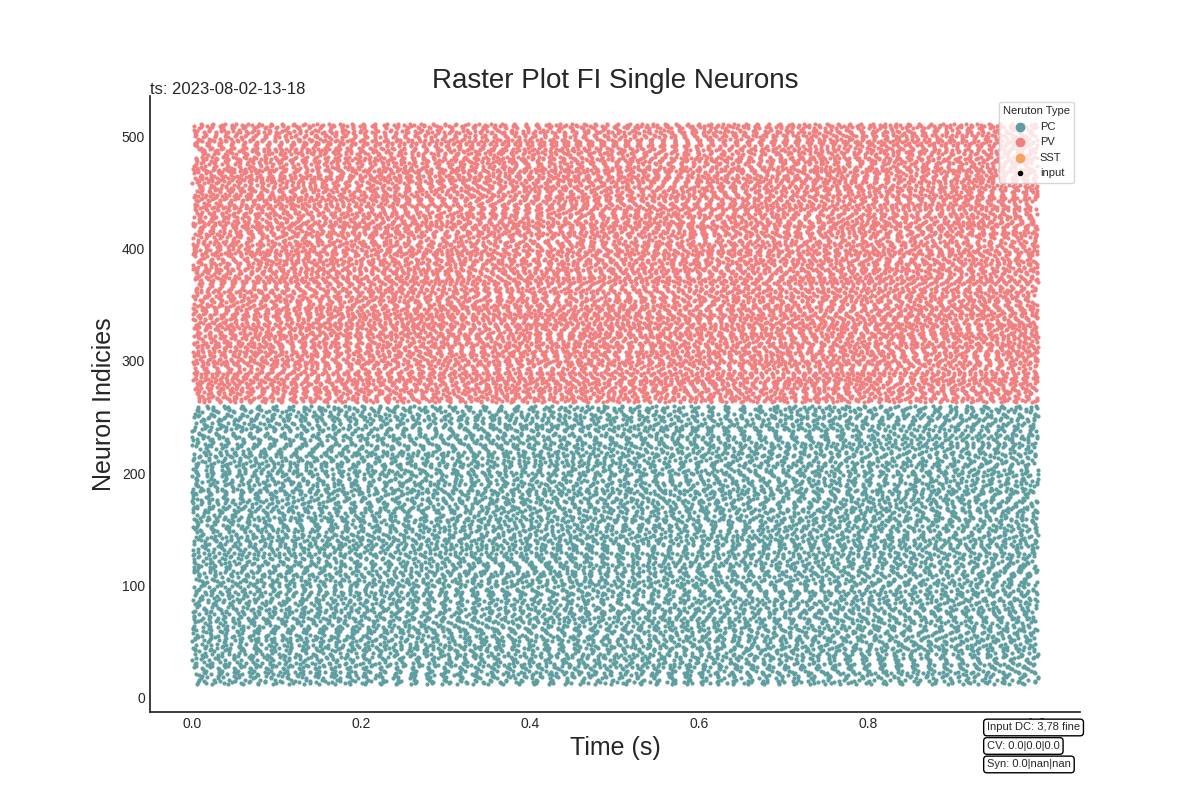 Raster Plot FI Single Neurons
ts: 2023-08-02-13-18
Neruton Type
PC
PV
SST
input
500
400
300
200
100
0
Neuron Indicies
0.0
0.2
0.4
0.6
0.8
Time (s)
Input DC: 3,78 fine
CV: 0.0|0.0|0.0
Syn: 0.0|nan|nan